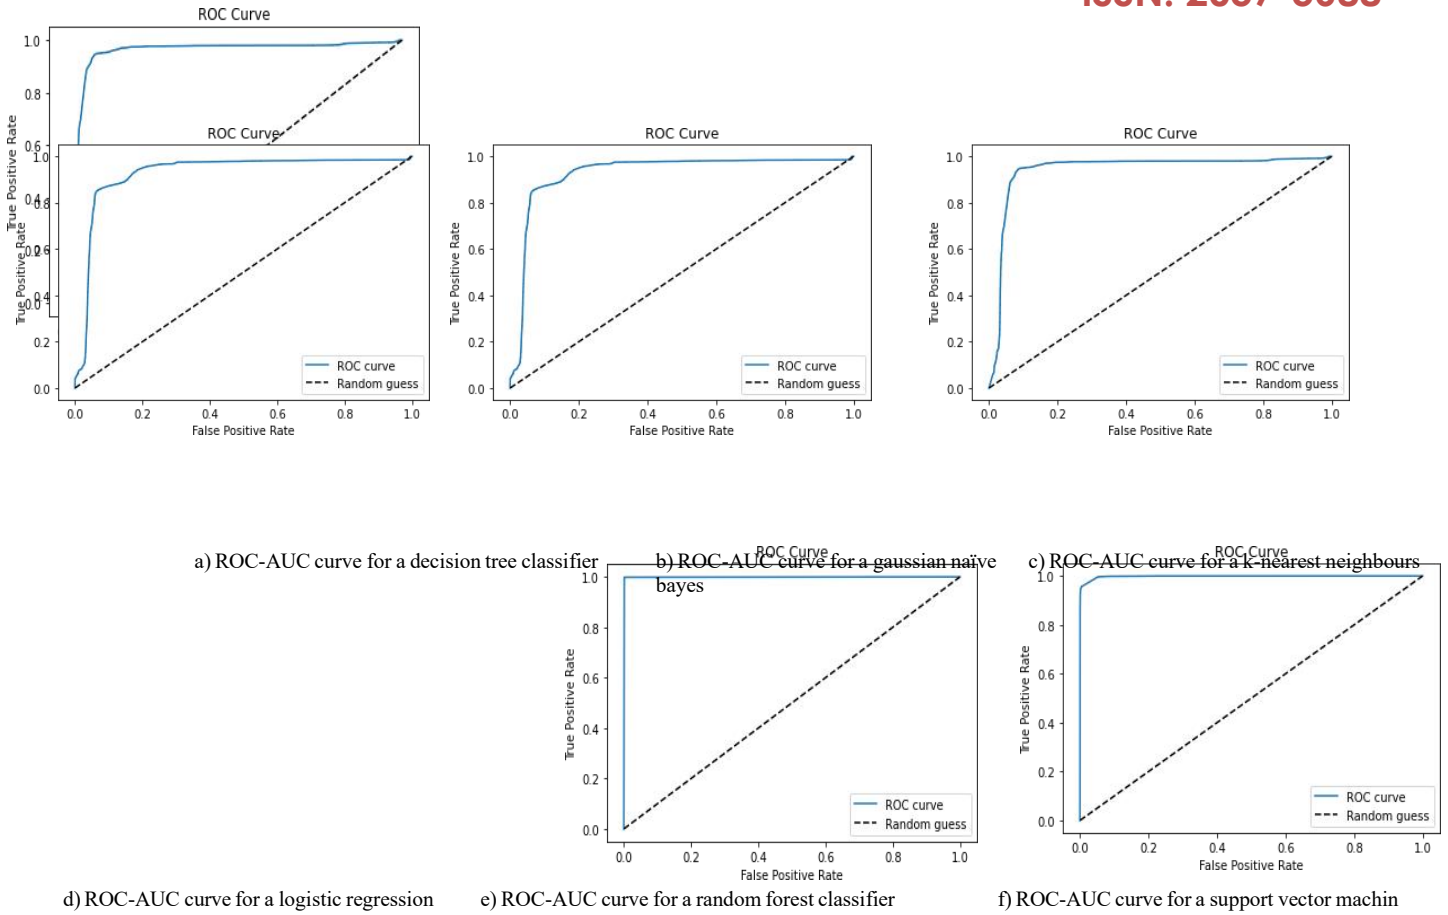 ROC Curve
1.0
0.8
0.6
0.4
0.2
0.0
True Positive Rate
ROC Curve
1.0
0.8
0.6
0.4
0.2
0.0
True Positive Rate
0.0 0.2 0.4 0.6 0.8 1.0
False Positive Rate
ROC curve
Random guess
ROC Curve
1.0
0.8
0.6
0.4
0.2
0.0
True Positive Rate
0.0 0.2 0.4 0.6 0.8 1.0
False Positive Rate
ROC curve
Random guess
ROC Curve
1.0
0.8
0.6
0.4
0.2
0.0
True Positive Rate
0.0 0.2 0.4 0.6 0.8 1.0
False Positive Rate
ROC curve
Random guess
a) ROC-AUC curve for a decision tree classifier
b) ROC-AUC curve for a gaussian naïve
bayes
c) ROC-AUC curve for a k-nearest neighbours
ROC Curve
1.0
0.8
0.6
0.4
0.2
0.0
True Positive Rate
0.0 0.2 0.4 0.6 0.8 1.0
False Positive Rate
ROC curve
Random guess
ROC Curve
1.0
0.8
0.6
0.4
0.2
0.0
True Positive Rate
0.0 0.2 0.4 0.6 0.8 1.0
False Positive Rate
ROC curve
Random guess
d) ROC-AUC curve for a logistic regression
e) ROC-AUC curve for a random forest classifier
f) ROC-AUC curve for a support vector machin